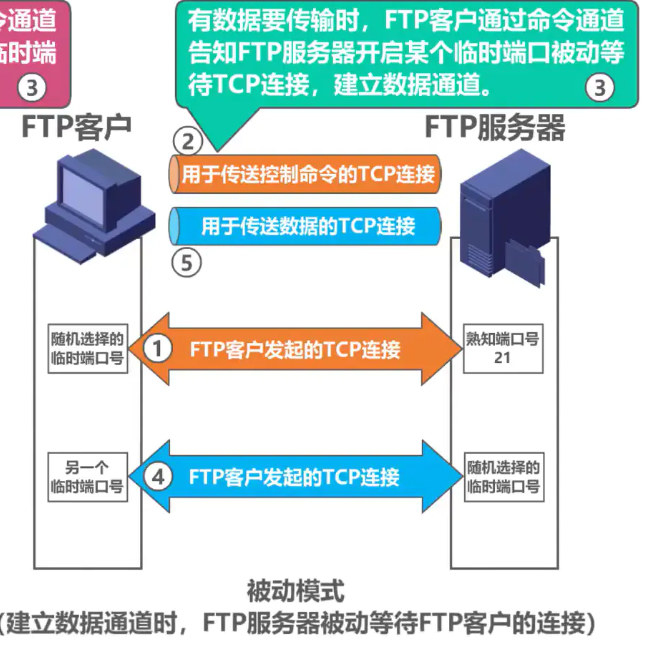 令通道
临时端
③
有数据要传输时，FTP客户通过命令通道
告知FTP服务器开启某个临时端口被动等
待TCP连接，建立数据通道。
③
FTP客户
FTP服务器
②
用于传送控制命令的TCP连接
用于传送数据的TCP连接
⑤
随机选择的
临时端口号
①
FTP客户发起的TCP连接
熟知端口号
21
另一个
临时端口号
④
FTP客户发起的TCP连接
随机选择的
临时端口号
被动模式
（建立数据通道时，FTP服务器被动等待FTP客户的连接）